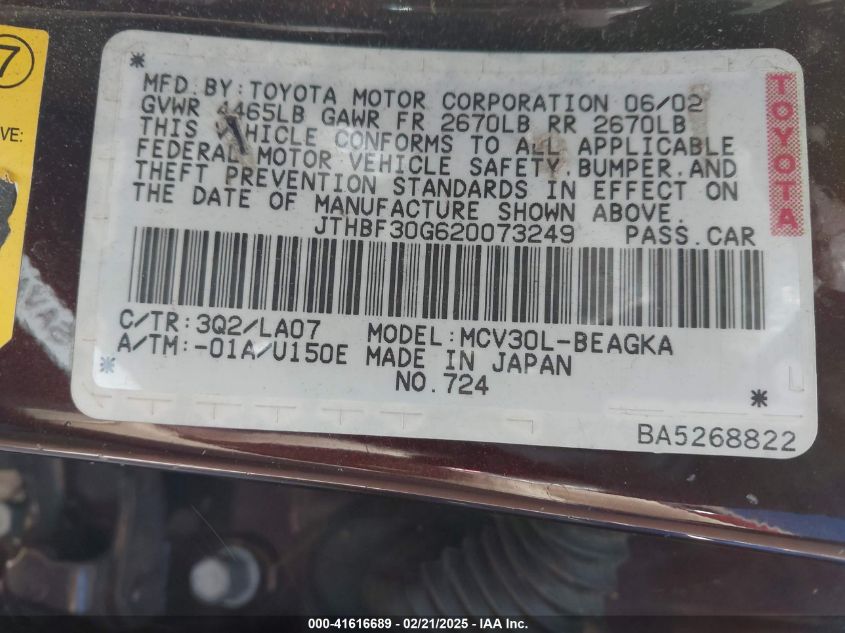 7
VE:
MFD.BY:TOYOTA MOTOR CORPORATION 06/02
GVWR 4465LB GAWR FR 2670LB RR 2670LB
THIS VEHICLE CONFORMS TO ALL APPLICABLE
FEDERAL MOTOR VEHICLE SAFETY,BUMPER,AND
THEFT PREVENTION STANDARDS IN EFFECT ON
THE DATE OF MANUFACTURE SHOWN ABOVE.
JTHBF30G620073249 PASS.CAR
TOYOTA
C/TR:3Q2/LA07 MODEL:MCV30L-BEAGKA
A/TM:-01A/U150E MADE IN JAPAN
NO.724
BA5268822
000-41616689 - 02/21/2025 - COPYRIGHT IAA, INC.